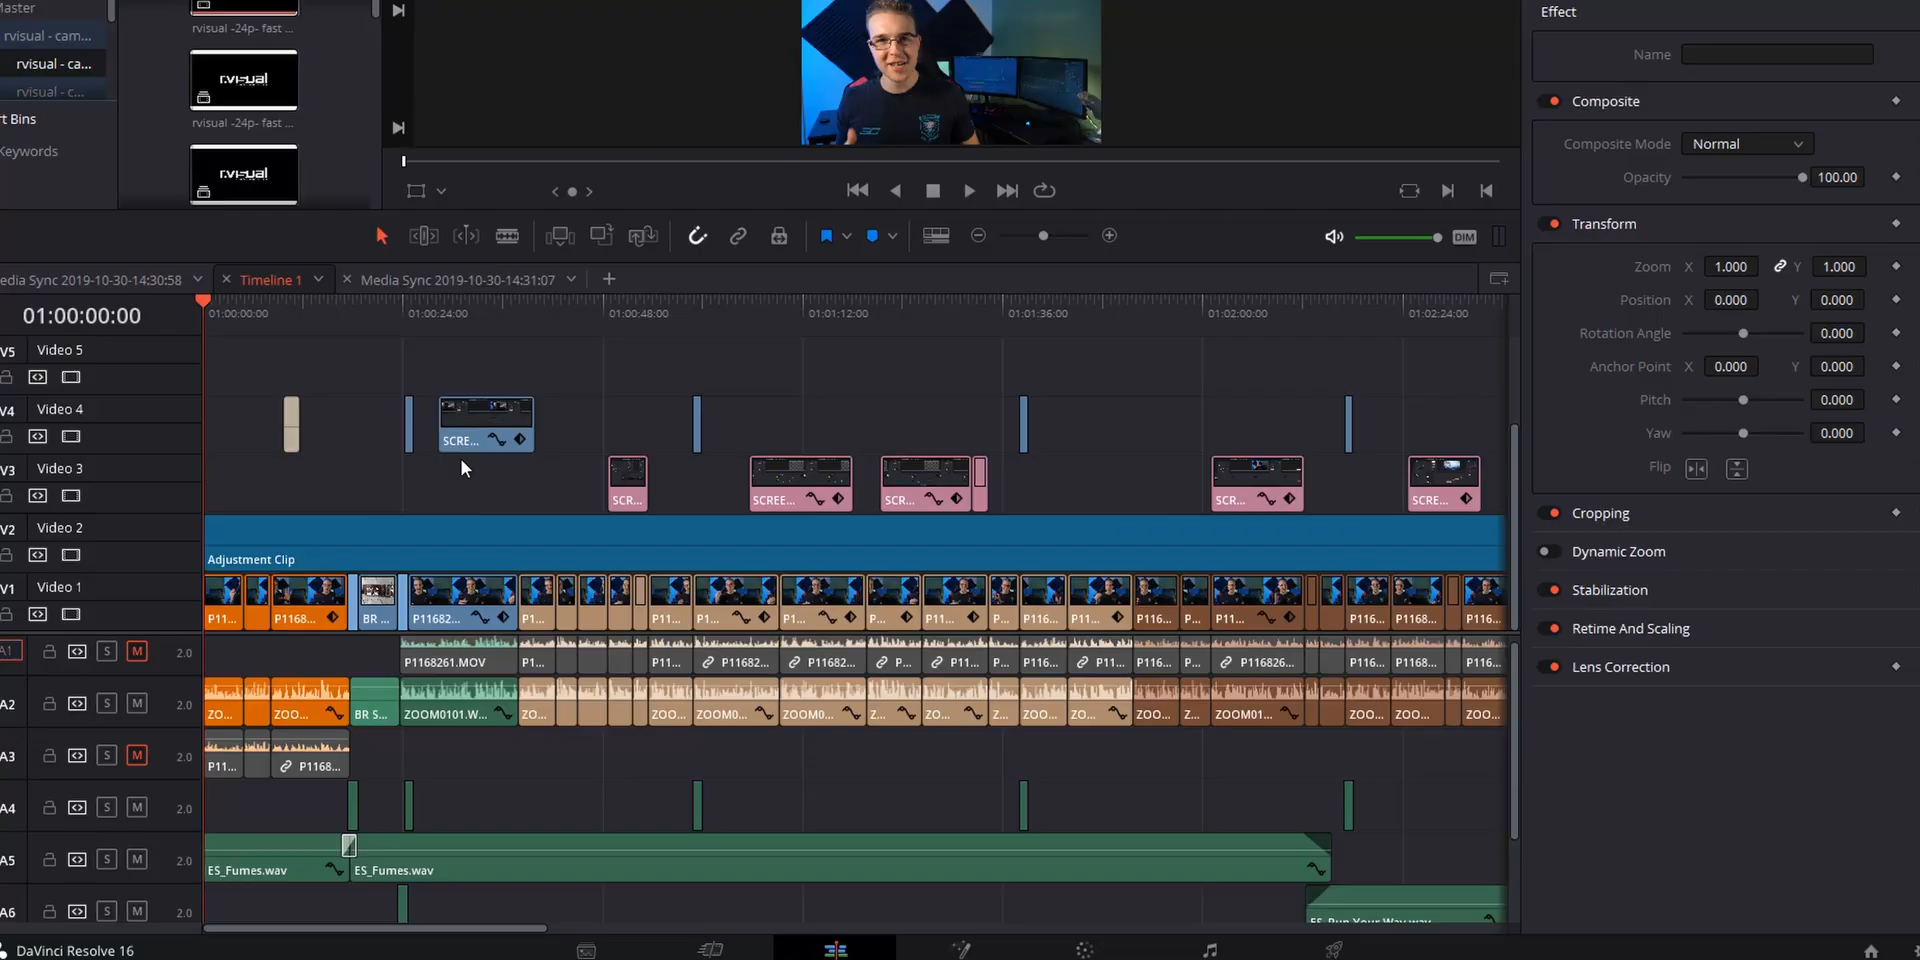 Master
rvisual - cam...
rvisual - ca...
rvisual - c...
rt Bins
Keywords
rvisual -24p- fast ...
r.visual
rvisual -24p- fast ...
r.visual
Effect
Name
Composite
Composite Mode Normal
Opacity 100.00
Transform
Zoom X 1.000 Y 1.000
Position X 0.000 Y 0.000
Rotation Angle 0.000
Anchor Point X 0.000 Y 0.000
Pitch 0.000
Yaw 0.000
Flip
Cropping
Dynamic Zoom
Stabilization
Retime And Scaling
Lens Correction
DIM
edia Sync 2019-10-30-14:30:58 Timeline 1 Media Sync 2019-10-30-14:31:07
01:00:00:00
01:00:00:00 01:00:24:00 01:00:48:00 01:01:12:00 01:01:36:00 01:02:00:00 01:02:24:00
V5 Video 5
V4 Video 4
SCRE...
V3 Video 3
SCR... SCREE... SCR... SCR... SCRE...
V2 Video 2
Adjustment Clip
V1 Video 1
P11... P1168... BR ... P11682... P1... P11... P11... P... P... P11... P... P116... P11... P116... P... P11... P116... P1168... P116...
A1 S M 2.0
P1168261.MOV P1... P11... P11682... P11682... P... P11... P... P116... P11... P116... P... P116826... P116... P1168... P116...
A2 S M 2.0
ZO... ZOO... BR S... ZOOM0101.W... ZO... ZOO... ZOOM0... ZOOM0... Z... ZO... Z... ZOO... ZO... ZOO... Z... ZOOM01... ZOO... ZOO... ZOO...
A3 S M 2.0
P11... P1168...
A4 S M 2.0
A5 S M 2.0
ES_Fumes.wav ES_Fumes.wav
A6 S M 2.0
ES_Run Your Way.wav
DaVinci Resolve 16